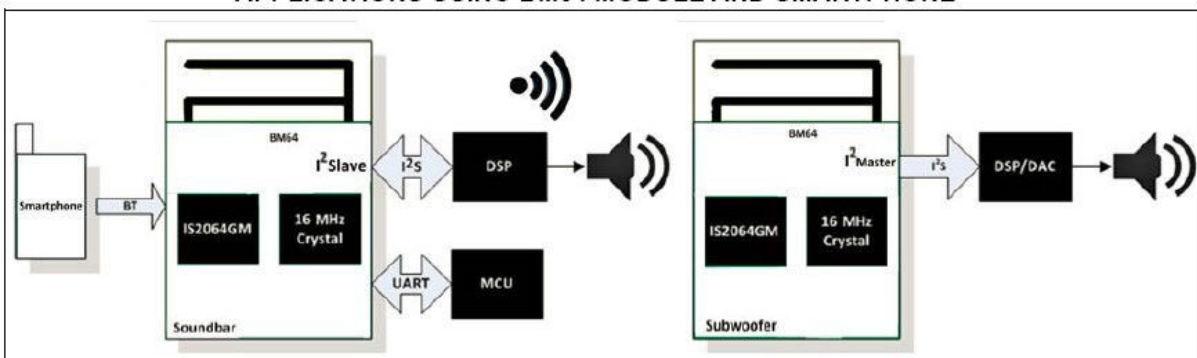 BM64
I²Slave
I²S
DSP
Smartphone
BT
IS2064GM
16 MHz
Crystal
UART
MCU
Soundbar
BM64
I²Master
I²S
DSP/DAC
IS2064GM
16 MHz
Crystal
Subwoofer